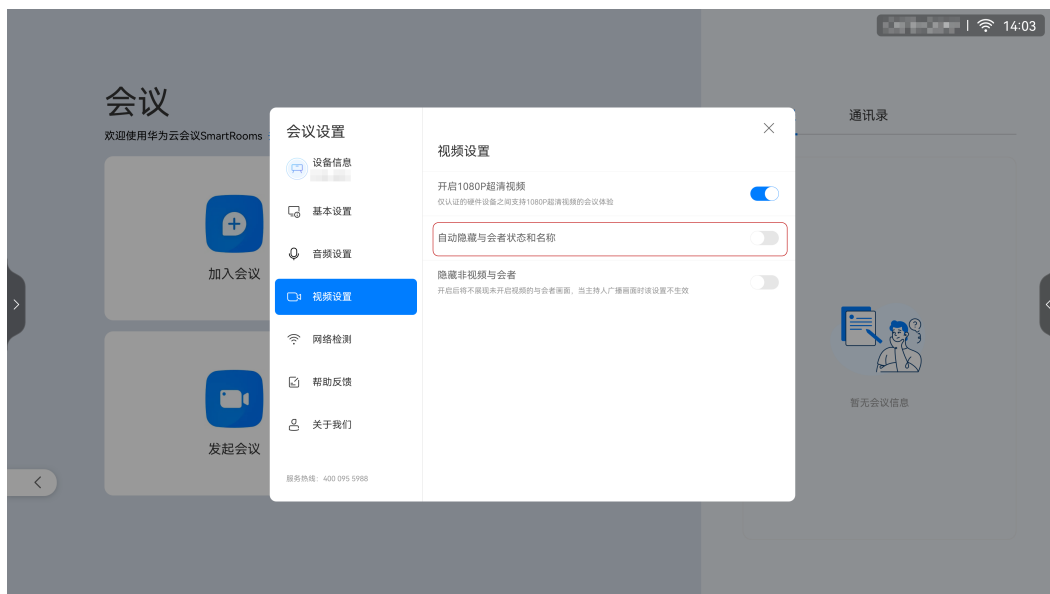 14:03
会议
欢迎使用华为云会议SmartRooms
加入会议
发起会议
会议设置
设备信息
基本设置
音频设置
视频设置
网络检测
帮助反馈
关于我们
服务热线：400 095 5988
视频设置
开启1080P超清视频
仅认证的硬件设备之间支持1080P超清视频的会议体验
自动隐藏与会者状态和名称
隐藏非视频与会者
开启后将不展现未开启视频的与会者画面，当主持人广播画面时该设置不生效
通讯录
暂无会议信息